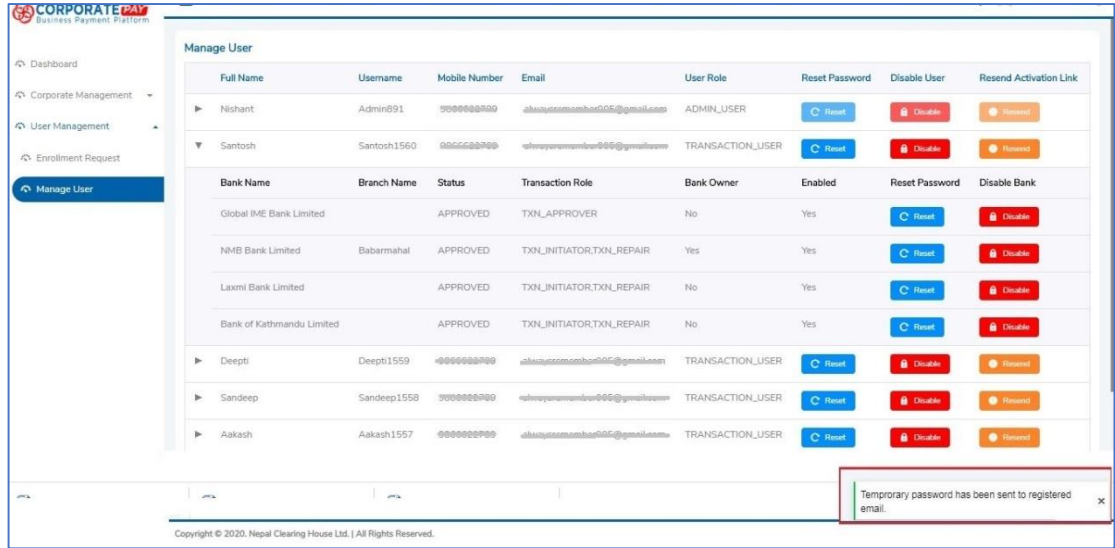 CORPORATE PAY
Business Payment Platform
Dashboard
Corporate Management
User Management
Enrollment Request
Manage User
Manage User
Full Name Username Mobile Number Email User Role Reset Password Disable User Resend Activation Link
Nishant Admin891 ADMIN_USER Reset Disable Resend
Santosh Santosh1560 TRANSACTION_USER Reset Disable Resend
Bank Name Branch Name Status Transaction Role Bank Owner Enabled Reset Password Disable Bank
Global IME Bank Limited APPROVED TXN_APPROVER No Yes Reset Disable
NMB Bank Limited Babarmahal APPROVED TXN_INITIATOR,TXN_REPAIR Yes Yes Reset Disable
Laxmi Bank Limited APPROVED TXN_INITIATOR,TXN_REPAIR No Yes Reset Disable
Bank of Kathmandu Limited APPROVED TXN_INITIATOR,TXN_REPAIR No Yes Reset Disable
Deepti Deepti1559 TRANSACTION_USER Reset Disable Resend
Sandeep Sandeep1558 TRANSACTION_USER Reset Disable Resend
Aakash Aakash1557 TRANSACTION_USER Reset Disable Resend
Temprorary password has been sent to registered
email.
Copyright © 2020. Nepal Clearing House Ltd. | All Rights Reserved.